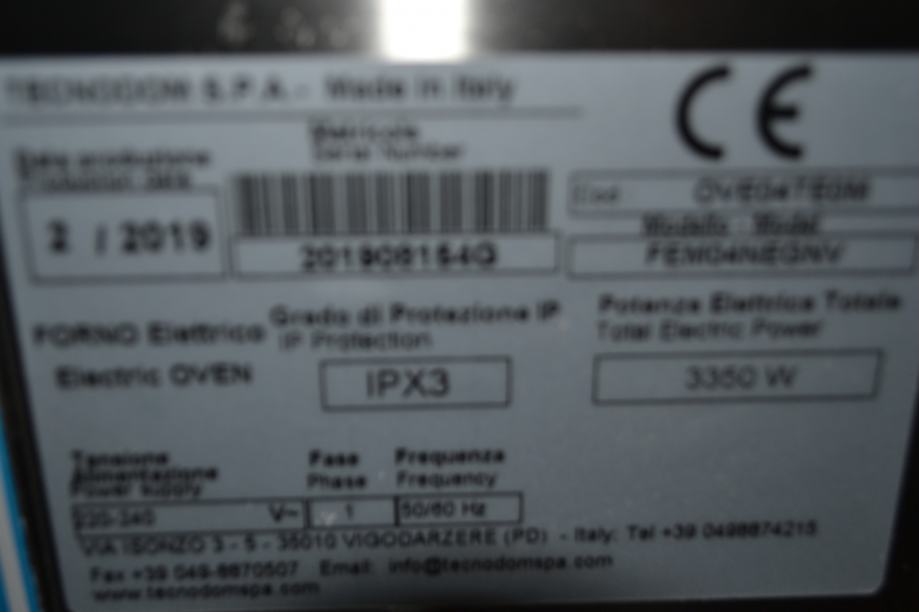 TECNODOM S.P.A. - Made in Italy
CE
Matricola
Serial Number
Data produzione
Production date
2 / 2019
Cod.:
Modello - Model
FEM04NEGNV
FORNO Elettrico
Electric OVEN
Grado di Protezione IP
IP Protection
IPX3
Potenza Elettrica Totale
Total Electric Power
3350 W
Tensione
Alimentazione
Power supply
220-240 V~
Fase
Phase
1
Frequenza
Frequency
50/60 Hz
VIA ISONZO 3 - 5 - 35010 VIGODARZERE (PD) - Italy: Tel +39 0498874215
Fax +39 049-8870507 Email: info@tecnodomspa.com
www.tecnodomspa.com